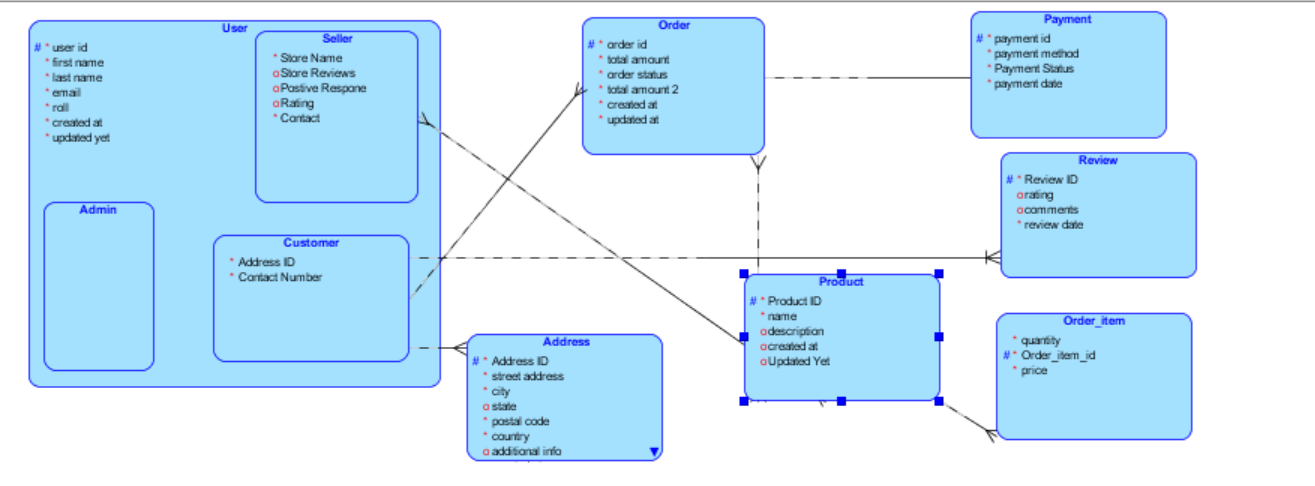 User
# * user id
* first name
* last name
* email
* roll
* created at
* updated yet
Seller
* Store Name
o Store Reviews
o Postive Respone
o Rating
* Contact
Admin
Customer
* Address ID
* Contact Number
Order
# * order id
* total amount
* order status
* total amount 2
* created at
* updated at
Payment
# * payment id
* payment method
* Payment Status
* payment date
Review
# * Review ID
o rating
o comments
* review date
Address
# * Address ID
* street address
* city
o state
* postal code
* country
o additional info
Product
# * Product ID
* name
o description
o created at
o Updated Yet
Order_item
* quantity
# * Order_item_id
* price